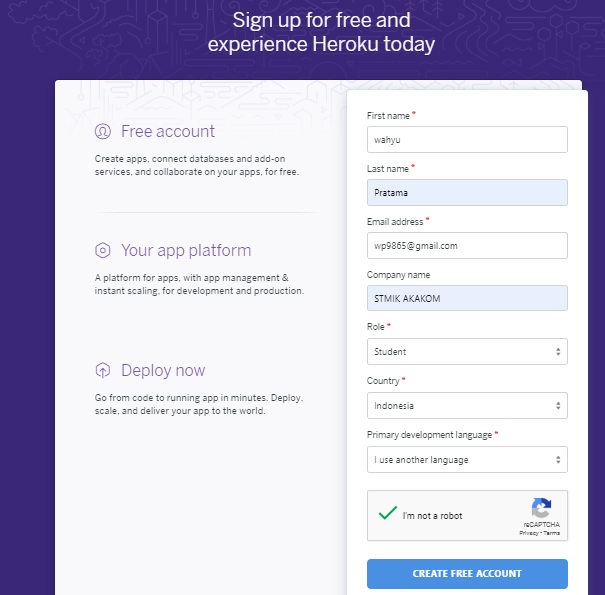 Sign up for free and
experience Heroku today
Free account
Create apps, connect databases and add-on
services, and collaborate on your apps, for free.
Your app platform
A platform for apps, with app management &
instant scaling, for development and production.
Deploy now
Go from code to running app in minutes. Deploy,
scale, and deliver your app to the world.
First name *
wahyu
Last name *
Pratama
Email address *
wp9865@gmail.com
Company name
STMIK AKAKOM
Role *
Student
Country *
Indonesia
Primary development language *
I use another language
I'm not a robot
reCAPTCHA
Privacy - Terms
CREATE FREE ACCOUNT